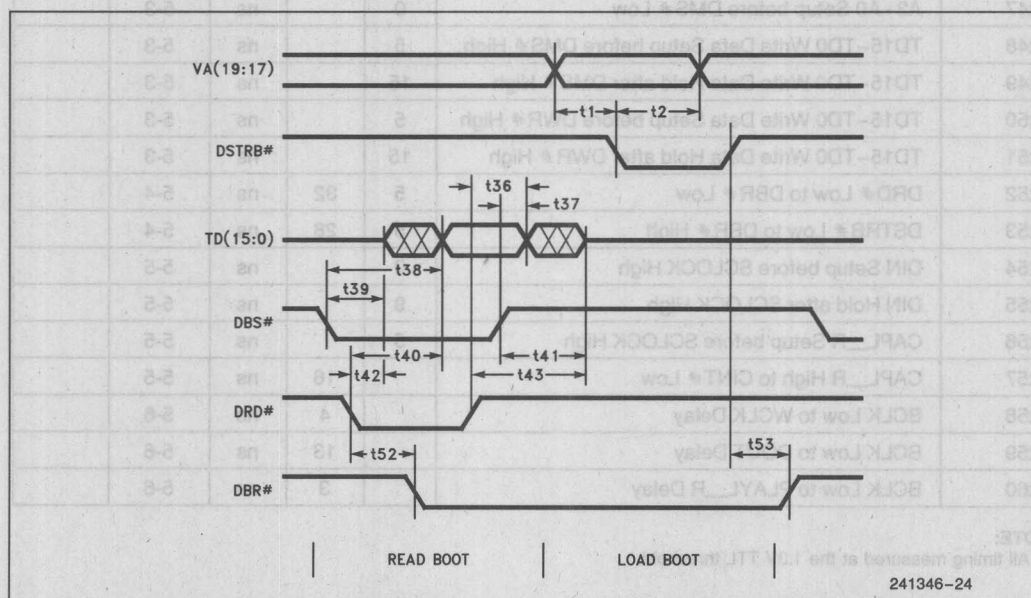 VA(19:17)
t1
t2
DSTRB#
t36
t37
TD(15:0)
t38
t39
DBS#
t40
t41
t42
t43
DRD#
t52
t53
DBR#
READ BOOT
LOAD BOOT
241346-24